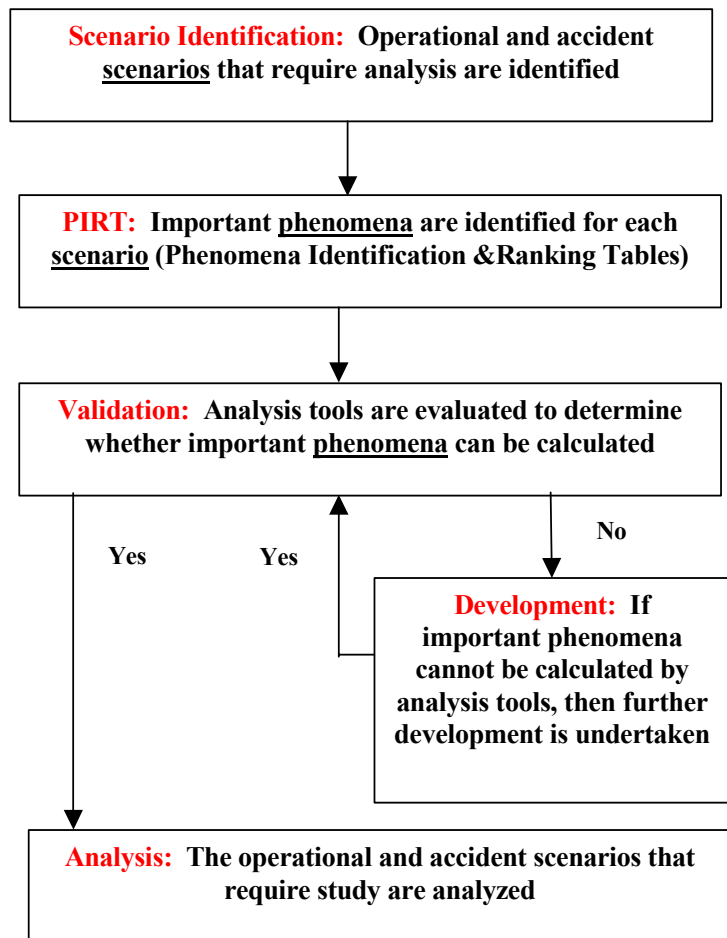 Scenario Identification: Operational and accident
scenarios that require analysis are identified
PIRT: Important phenomena are identified for each
scenario (Phenomena Identification &Ranking Tables)
Validation: Analysis tools are evaluated to determine
whether important phenomena can be calculated
Yes
Yes
No
Development: If
important phenomena
cannot be calculated by
analysis tools, then further
development is undertaken
Analysis: The operational and accident scenarios that
require study are analyzed